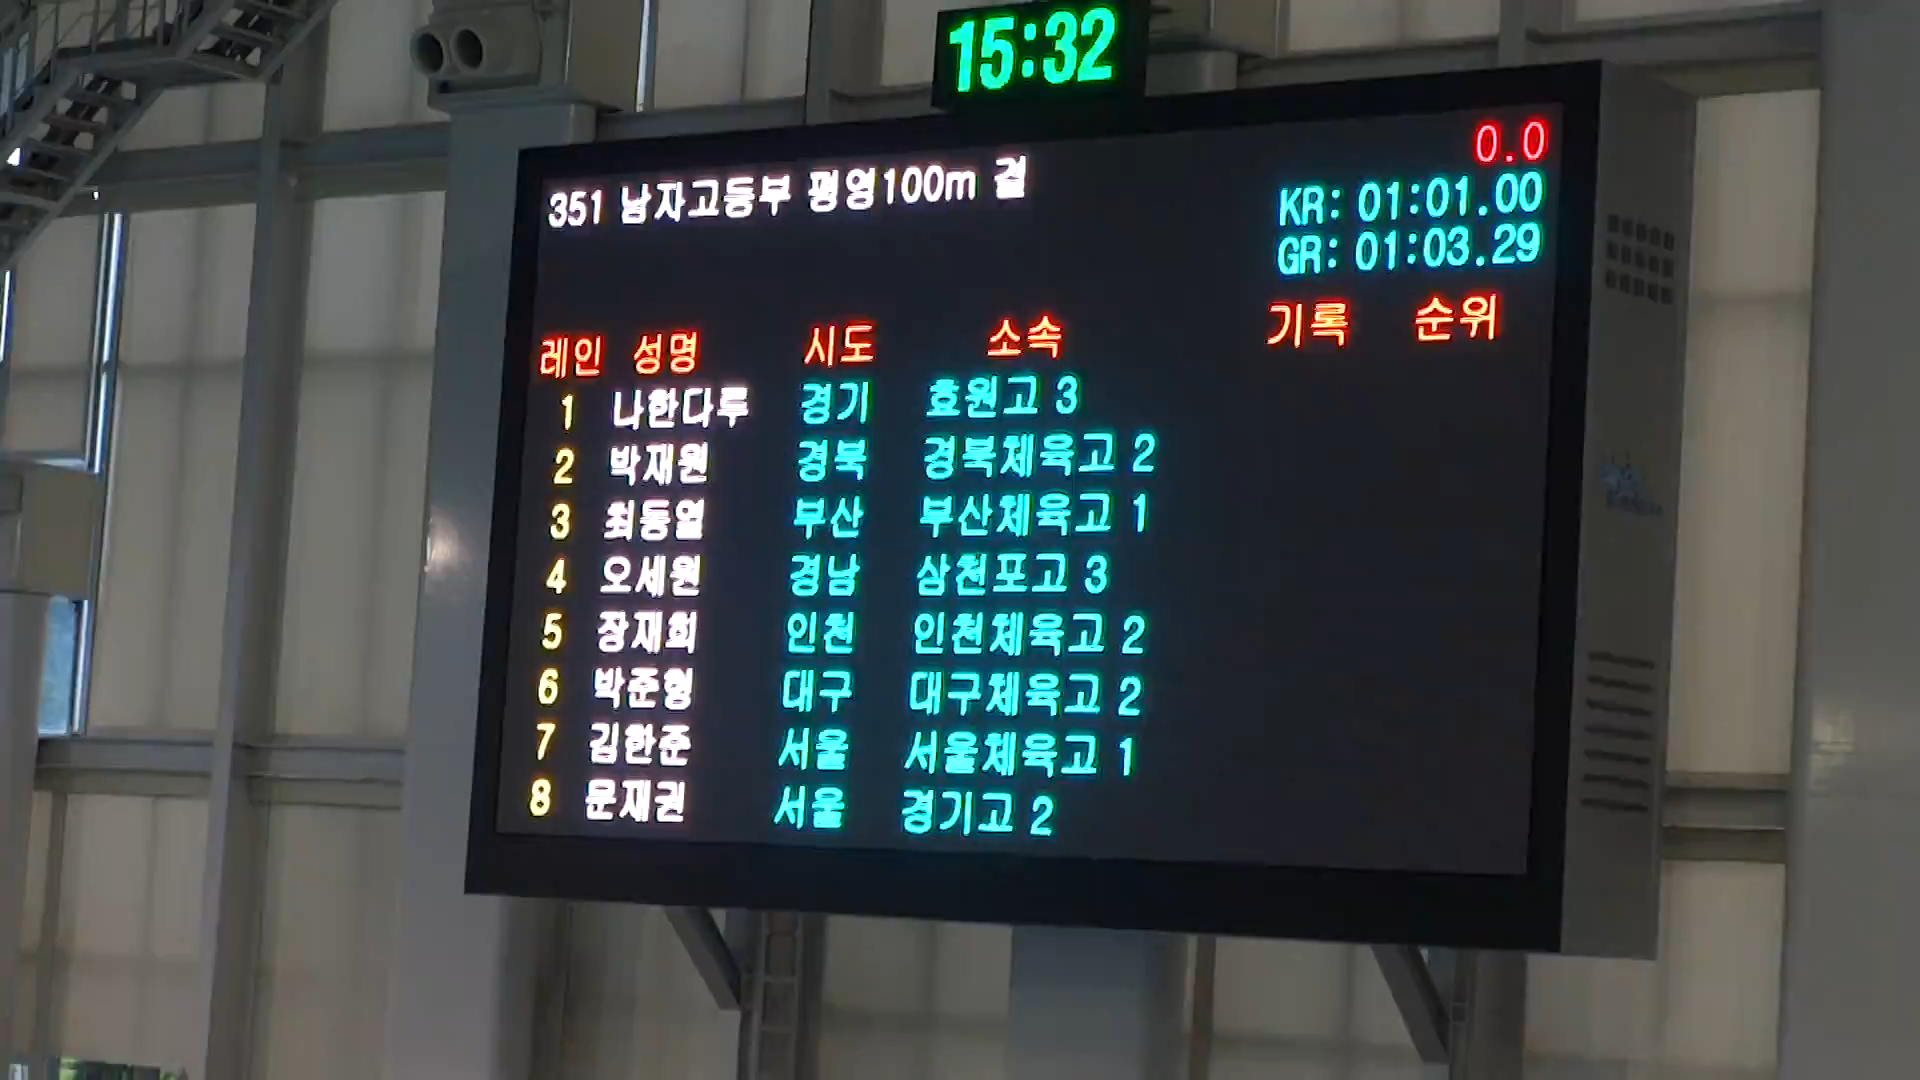 15:32
0.0
351 남자고등부 평영100m 결
KR: 01:01.00
GR: 01:03.29
레인 성명 시도 소속 기록 순위
1 나한다루 경기 효원고 3
2 박재원 경북 경북체육고 2
3 최동열 부산 부산체육고 1
4 오세원 경남 삼천포고 3
5 장재희 인천 인천체육고 2
6 박준형 대구 대구체육고 2
7 김한준 서울 서울체육고 1
8 문재권 서울 경기고 2